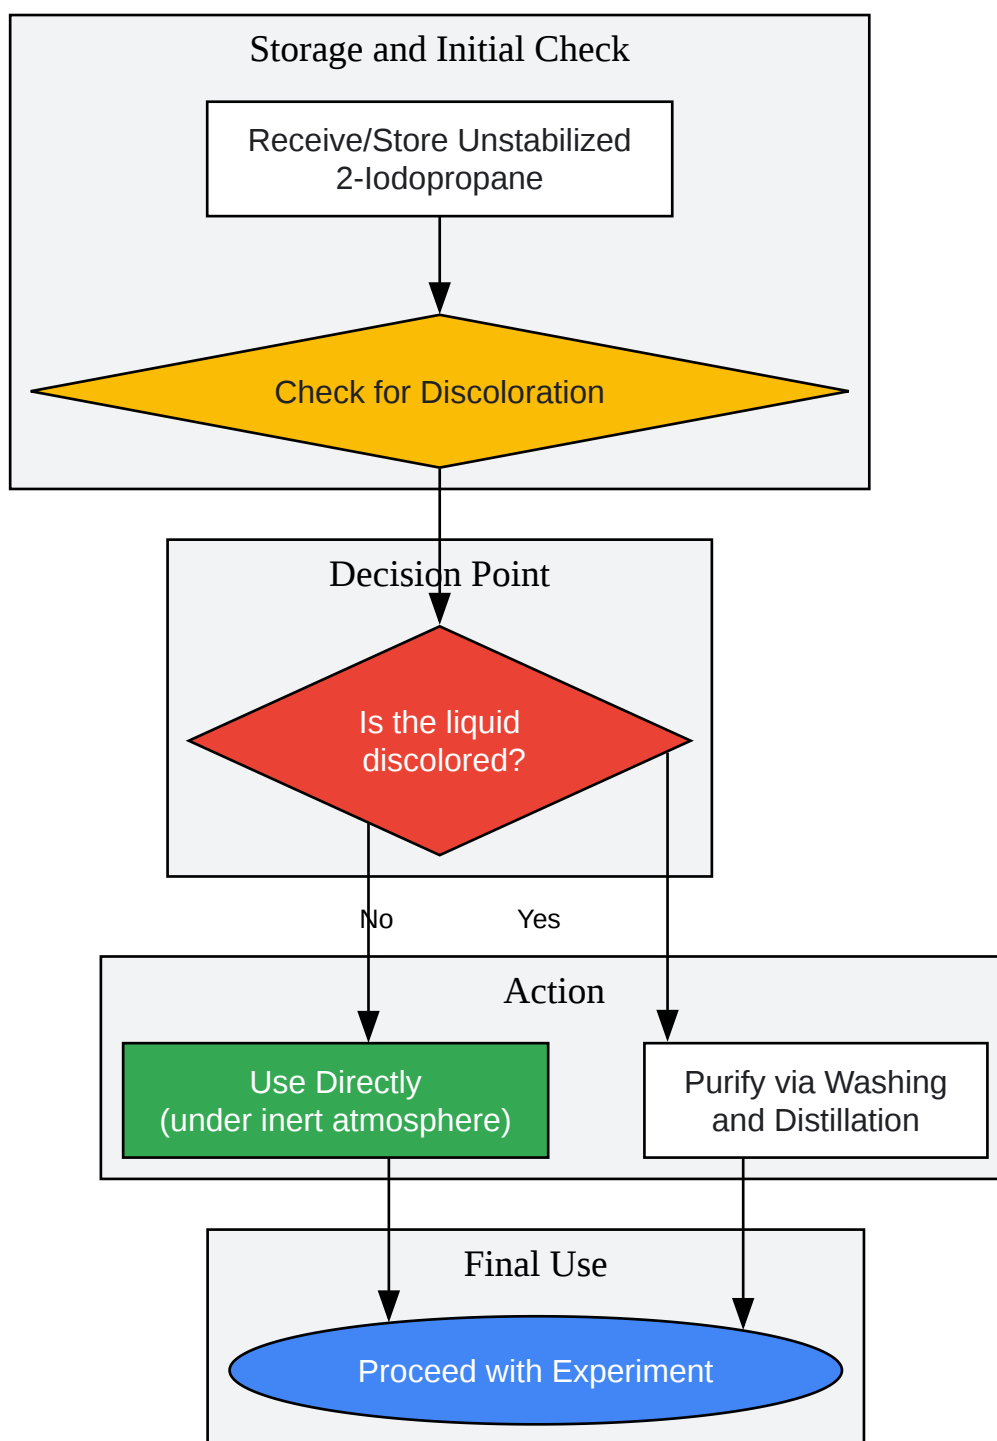 Storage and Initial Check
Receive/Store Unstabilized
2-Iodopropane
Check for Discoloration
Decision Point
Is the liquid
discolored?
No
Yes
Action
Use Directly
(under inert atmosphere)
Purify via Washing
and Distillation
Final Use
Proceed with Experiment